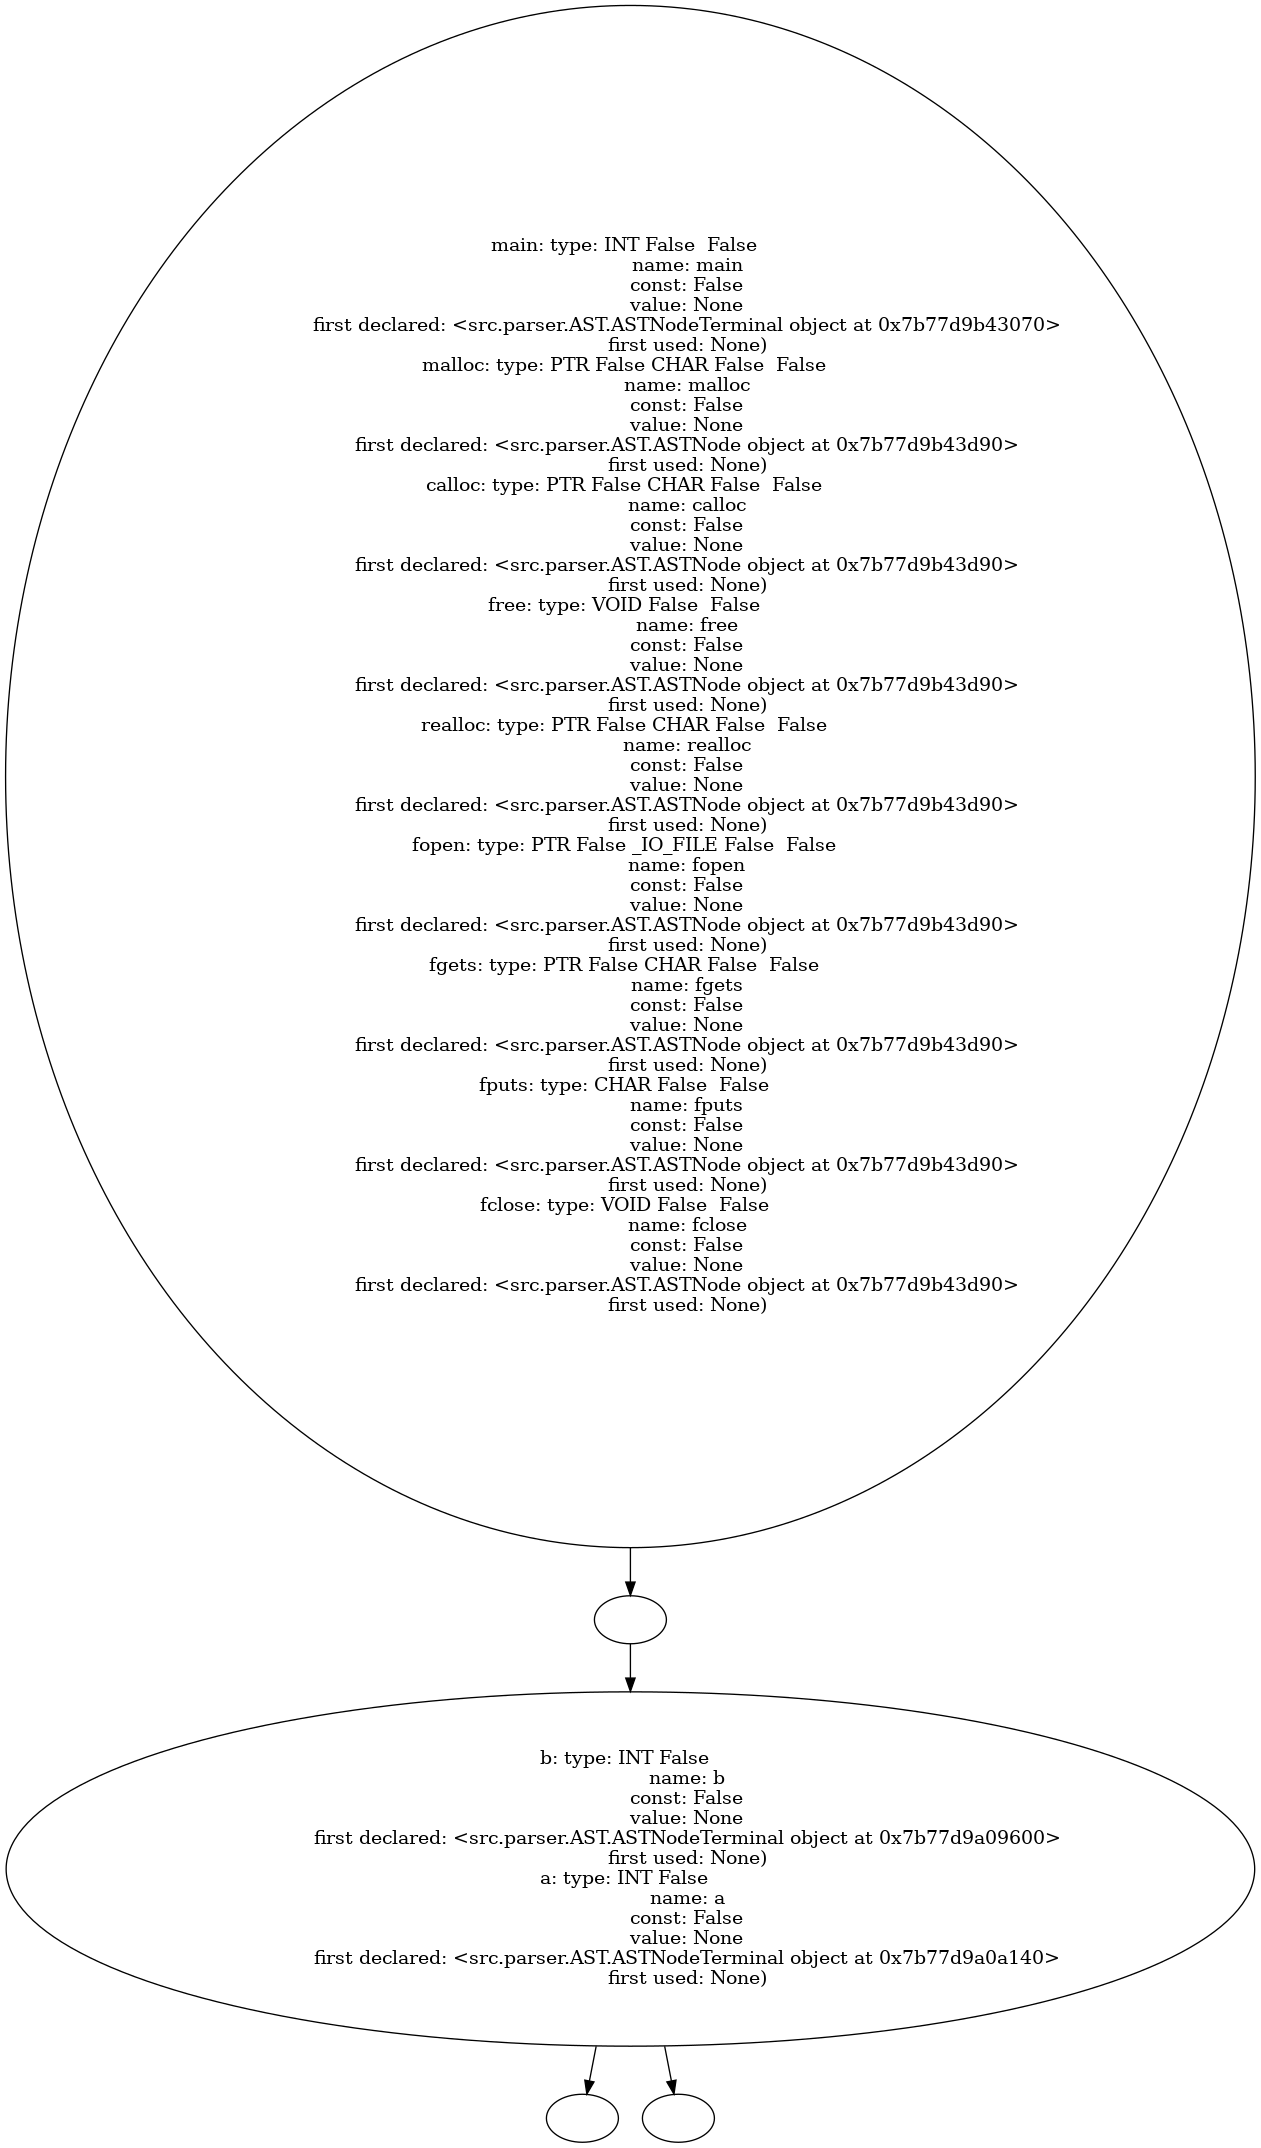 main: type: INT False  False
name: main
const: False
value: None
first declared: <src.parser.AST.ASTNodeTerminal object at 0x7b77d9b43070>
first used: None)
malloc: type: PTR False CHAR False  False
name: malloc
const: False
value: None
first declared: <src.parser.AST.ASTNode object at 0x7b77d9b43d90>
first used: None)
calloc: type: PTR False CHAR False  False
name: calloc
const: False
value: None
first declared: <src.parser.AST.ASTNode object at 0x7b77d9b43d90>
first used: None)
free: type: VOID False  False
name: free
const: False
value: None
first declared: <src.parser.AST.ASTNode object at 0x7b77d9b43d90>
first used: None)
realloc: type: PTR False CHAR False  False
name: realloc
const: False
value: None
first declared: <src.parser.AST.ASTNode object at 0x7b77d9b43d90>
first used: None)
fopen: type: PTR False _IO_FILE False  False
name: fopen
const: False
value: None
first declared: <src.parser.AST.ASTNode object at 0x7b77d9b43d90>
first used: None)
fgets: type: PTR False CHAR False  False
name: fgets
const: False
value: None
first declared: <src.parser.AST.ASTNode object at 0x7b77d9b43d90>
first used: None)
fputs: type: CHAR False  False
name: fputs
const: False
value: None
first declared: <src.parser.AST.ASTNode object at 0x7b77d9b43d90>
first used: None)
fclose: type: VOID False  False
name: fclose
const: False
value: None
first declared: <src.parser.AST.ASTNode object at 0x7b77d9b43d90>
first used: None)
b: type: INT False
name: b
const: False
value: None
first declared: <src.parser.AST.ASTNodeTerminal object at 0x7b77d9a09600>
first used: None)
a: type: INT False
name: a
const: False
value: None
first declared: <src.parser.AST.ASTNodeTerminal object at 0x7b77d9a0a140>
first used: None)